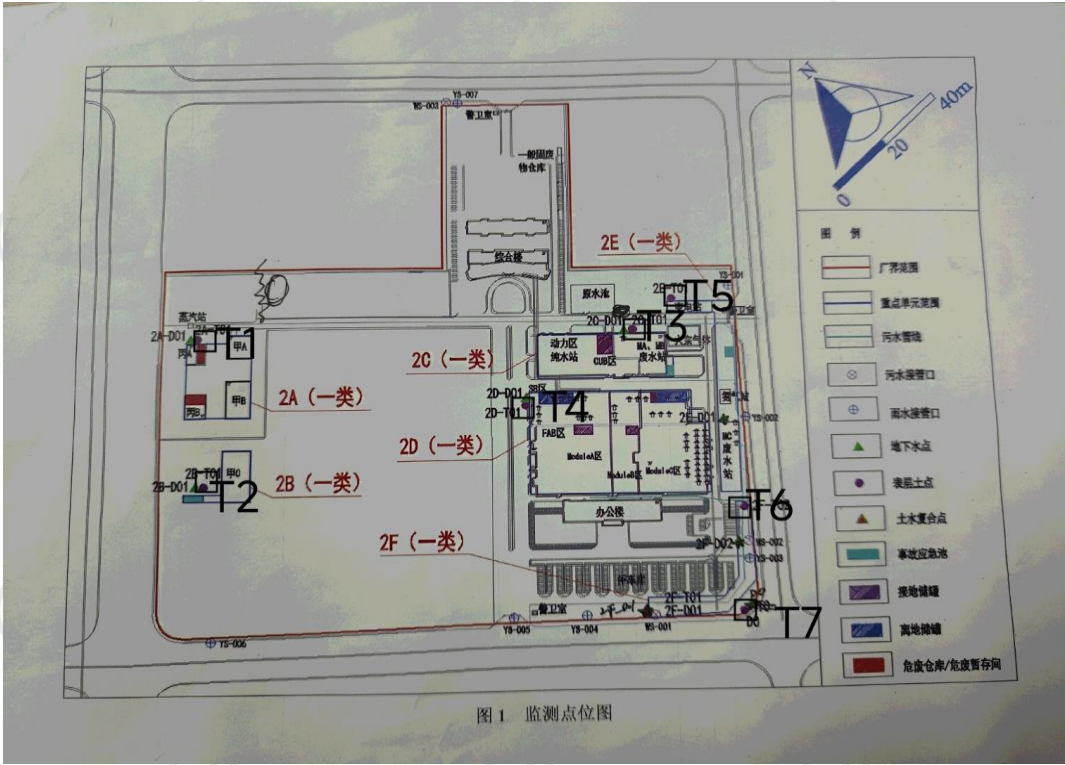 YS-007
WS-003
警卫室
一般固废
物仓库
N
40m
20
0
2E（一类）
综合楼
YS-001
2E-T01
T5
原水池
图 例
厂界范围
重点单元范围
污水管线
污水接管口
雨水接管口
地下水点
表层土点
土水复合点
事故应急池
接地储罐
离地储罐
危废仓库/危废暂存间
蒸汽站
2A-D01
T1
丙A
甲A
2A（一类）
丙B
甲B
2C（一类）
T3
动力区
纯水站
CUB区
废水站
2D-D01
2D-T01
T4
2D（一类）
FAB区
ModuleA区
ModuleB区
ModuleC区
2E-D01
YS-002
MC
废
水
站
2B-T01
2B-D01
甲C
T2
2B（一类）
办公楼
T6
2F（一类）
2F-D02
WS-002
YS-003
停车库
警卫室
2F-T01
2F-D01
T7
YS-006
YS-005
YS-004
WS-001
图 1 监测点位图